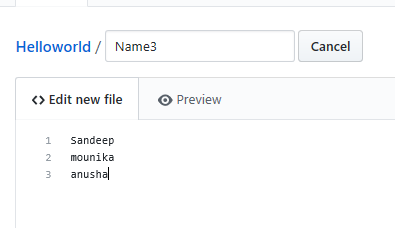 Helloworld / Name3 Cancel
<> Edit new file Preview
1 Sandeep
2 mounika
3 anusha